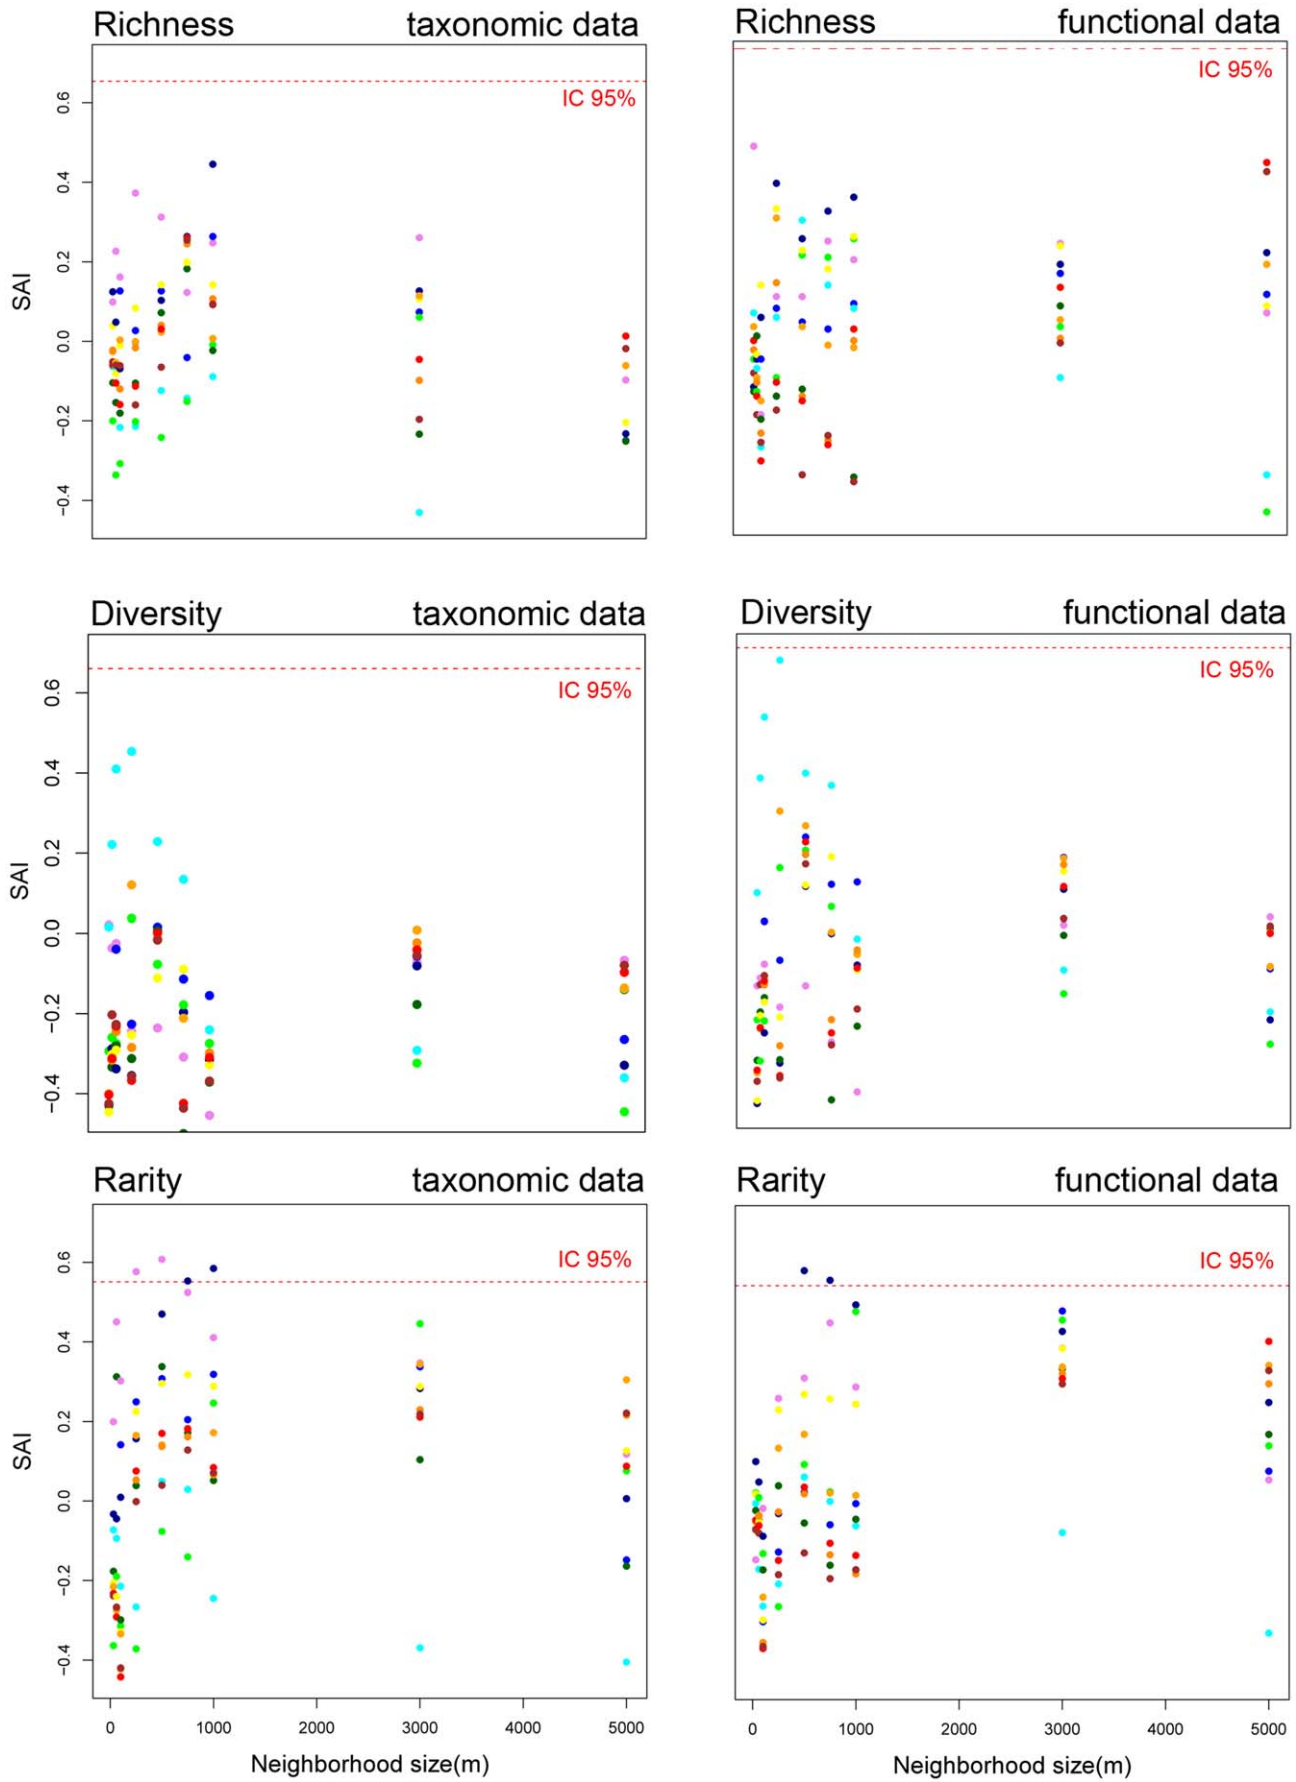 Richness taxonomic data
Richness functional data
IC 95%
IC 95%
SAI
0.6
0.4
0.2
0.0
−0.2
−0.4
Diversity taxonomic data
Diversity functional data
IC 95%
IC 95%
SAI
0.6
0.4
0.2
0.0
−0.2
−0.4
Rarity taxonomic data
Rarity functional data
IC 95%
IC 95%
SAI
0.6
0.4
0.2
0.0
−0.2
−0.4
0 1000 2000 3000 4000 5000
0 1000 2000 3000 4000 5000
Neighborhood size(m)
Neighborhood size(m)